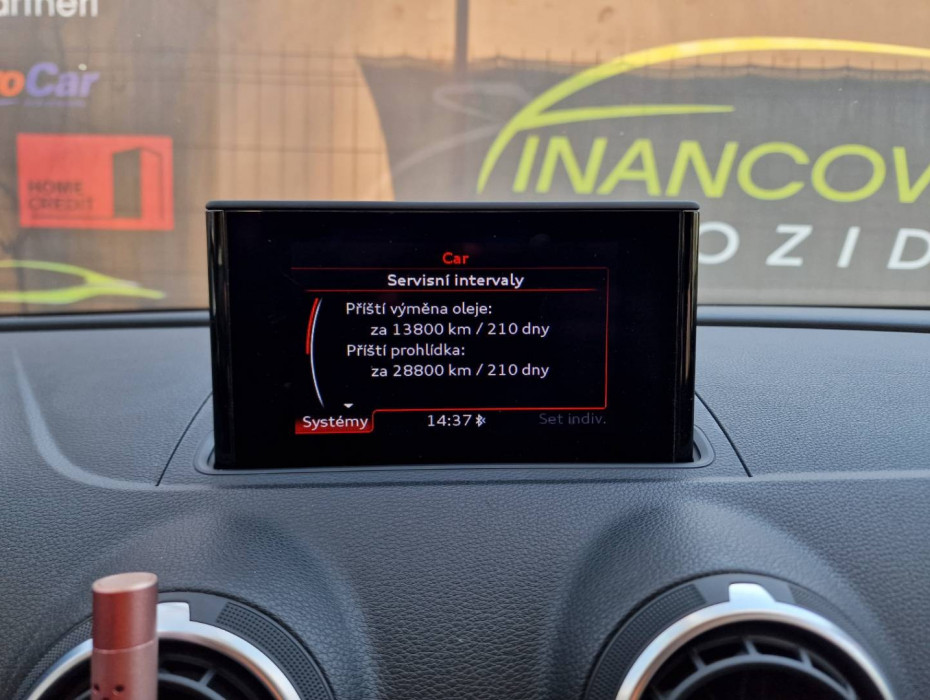 roCar
HOME
CREDIT
INANCOV
OZID
Car
Servisní intervaly
Příští výměna oleje:
za 13800 km / 210 dny
Příští prohlídka:
za 28800 km / 210 dny
Systémy
14:37
Set indiv.